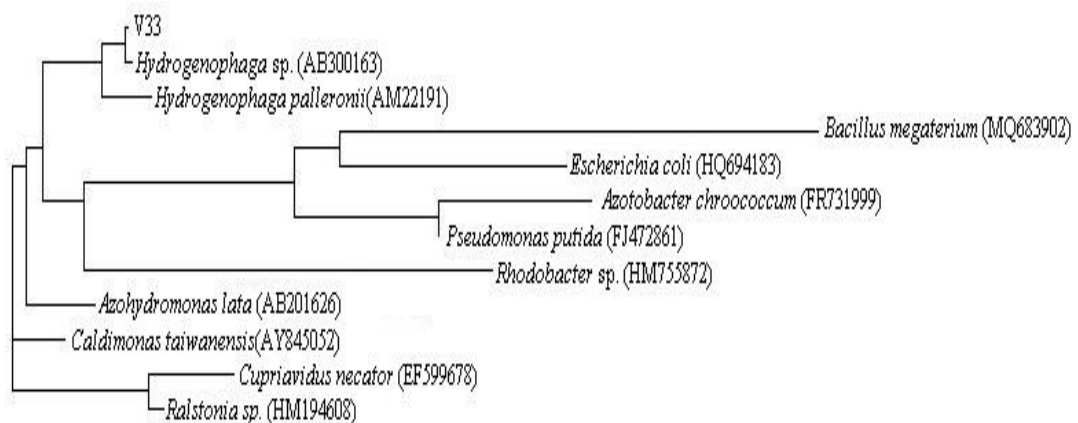 V33
Hydrogenophaga sp. (AB300163)
Hydrogenophaga palleronii(AM22191)
Bacillus megaterium (MQ683902)
Escherichia coli (HQ694183)
Azotobacter chroococcum (FR731999)
Pseudomonas putida (FJ472861)
Rhodobacter sp. (HM755872)
Azohydromonas lata (AB201626)
Caldimonas taiwanensis(AY845052)
Cupriavidus necator (EF599678)
Ralstonia sp. (HM194608)